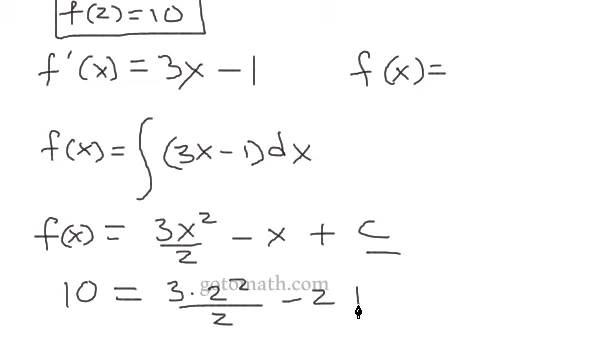 f(2)=10
f'(x) = 3x - 1 f(x)=
f(x) = ∫ (3x - 1) dx
f(x) = 3x²/2 - x + C
gotomath.com
10 = 3·2²/2 - 2